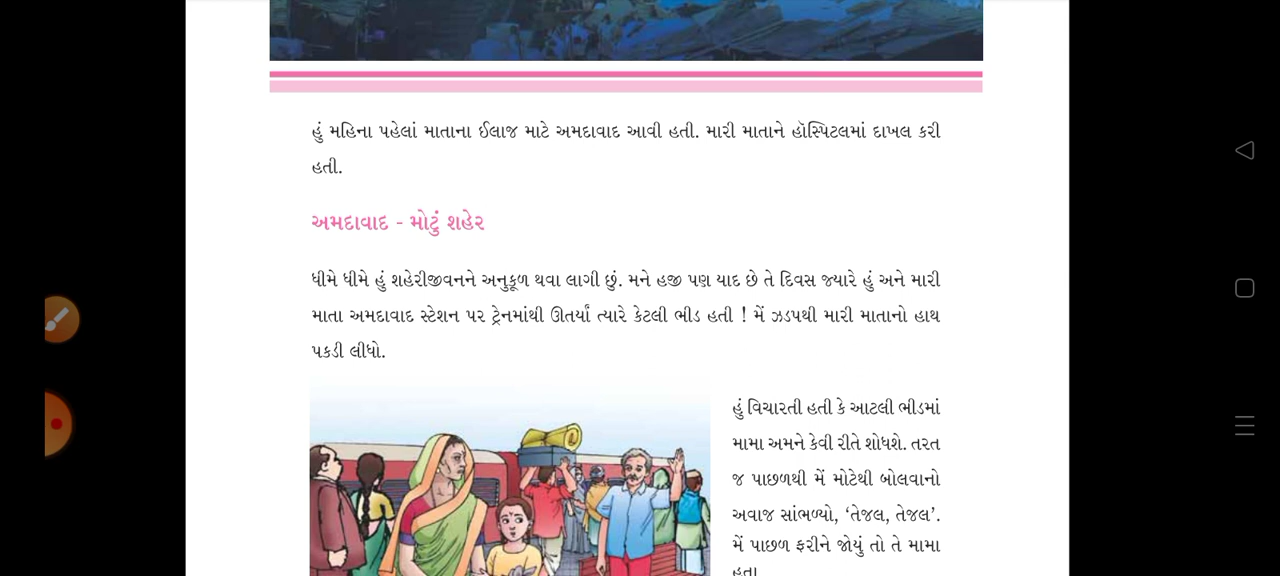 હું મહિના પહેલાં માતાના ઈલાજ માટે અમદાવાદ આવી હતી. મારી માતાને હૉસ્પિટલમાં દાખલ કરી
હતી.
અમદાવાદ - મોટું શહેર
ધીમે ધીમે હું શહેરીજીવનને અનુકૂળ થવા લાગી છું. મને હજી પણ યાદ છે તે દિવસ જ્યારે હું અને મારી
માતા અમદાવાદ સ્ટેશન પર ટ્રેનમાંથી ઊતર્યાં ત્યારે કેટલી ભીડ હતી ! મેં ઝડપથી મારી માતાનો હાથ
પકડી લીધો.
હું વિચારતી હતી કે આટલી ભીડમાં
મામા અમને કેવી રીતે શોધશે. તરત
જ પાછળથી મેં મોટેથી બોલવાનો
અવાજ સાંભળ્યો, ‘તેજલ, તેજલ’.
મેં પાછળ ફરીને જોયું તો તે મામા
હતા